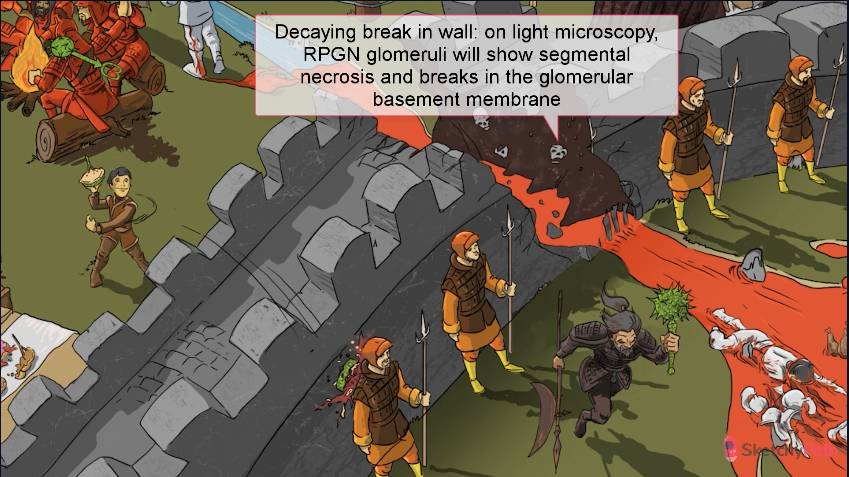 Decaying break in wall: on light microscopy,
RPGN glomeruli will show segmental
necrosis and breaks in the glomerular
basement membrane